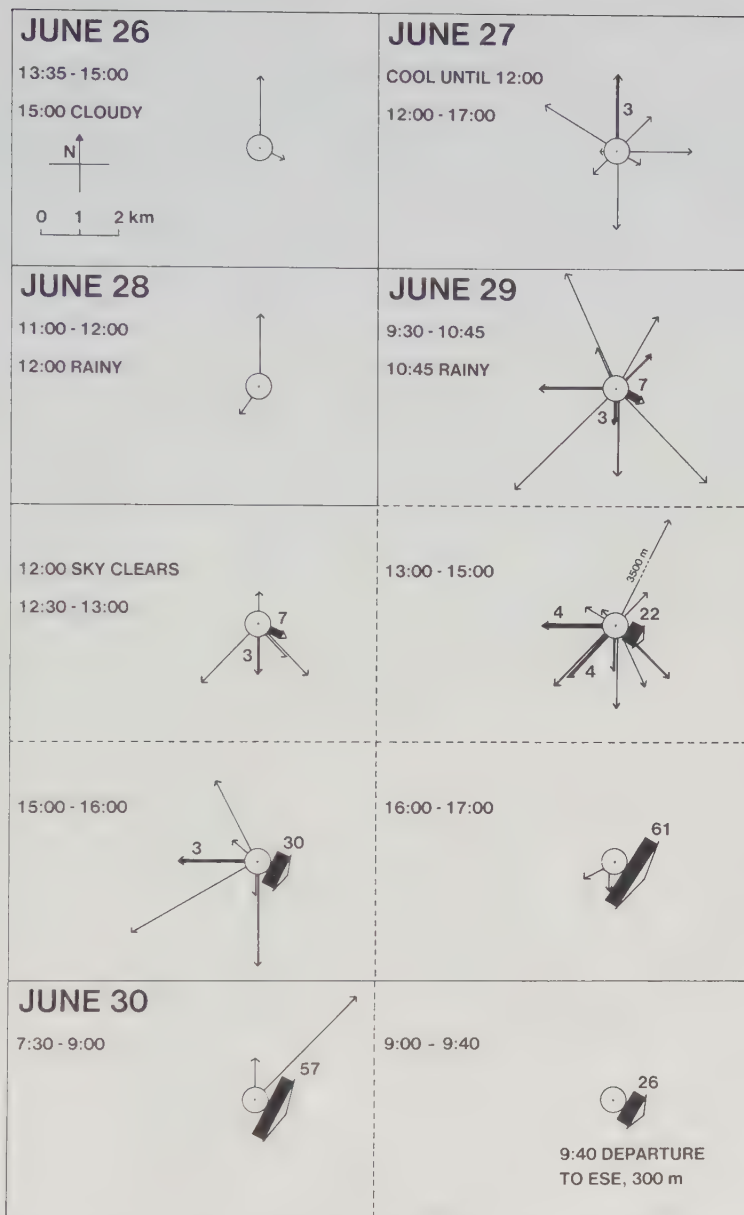 JUNE 26
13:35 - 15:00
15:00 CLOUDY
N
0 1 2 km
JUNE 27
COOL UNTIL 12:00
12:00 - 17:00
3
JUNE 28
11:00 - 12:00
12:00 RAINY
JUNE 29
9:30 - 10:45
10:45 RAINY
7
3
12:00 SKY CLEARS
12:30 - 13:00
7
3
13:00 - 15:00
3500 m
4
22
4
15:00 - 16:00
3
30
16:00 - 17:00
61
JUNE 30
7:30 - 9:00
57
9:00 - 9:40
26
9:40 DEPARTURE
TO ESE, 300 m